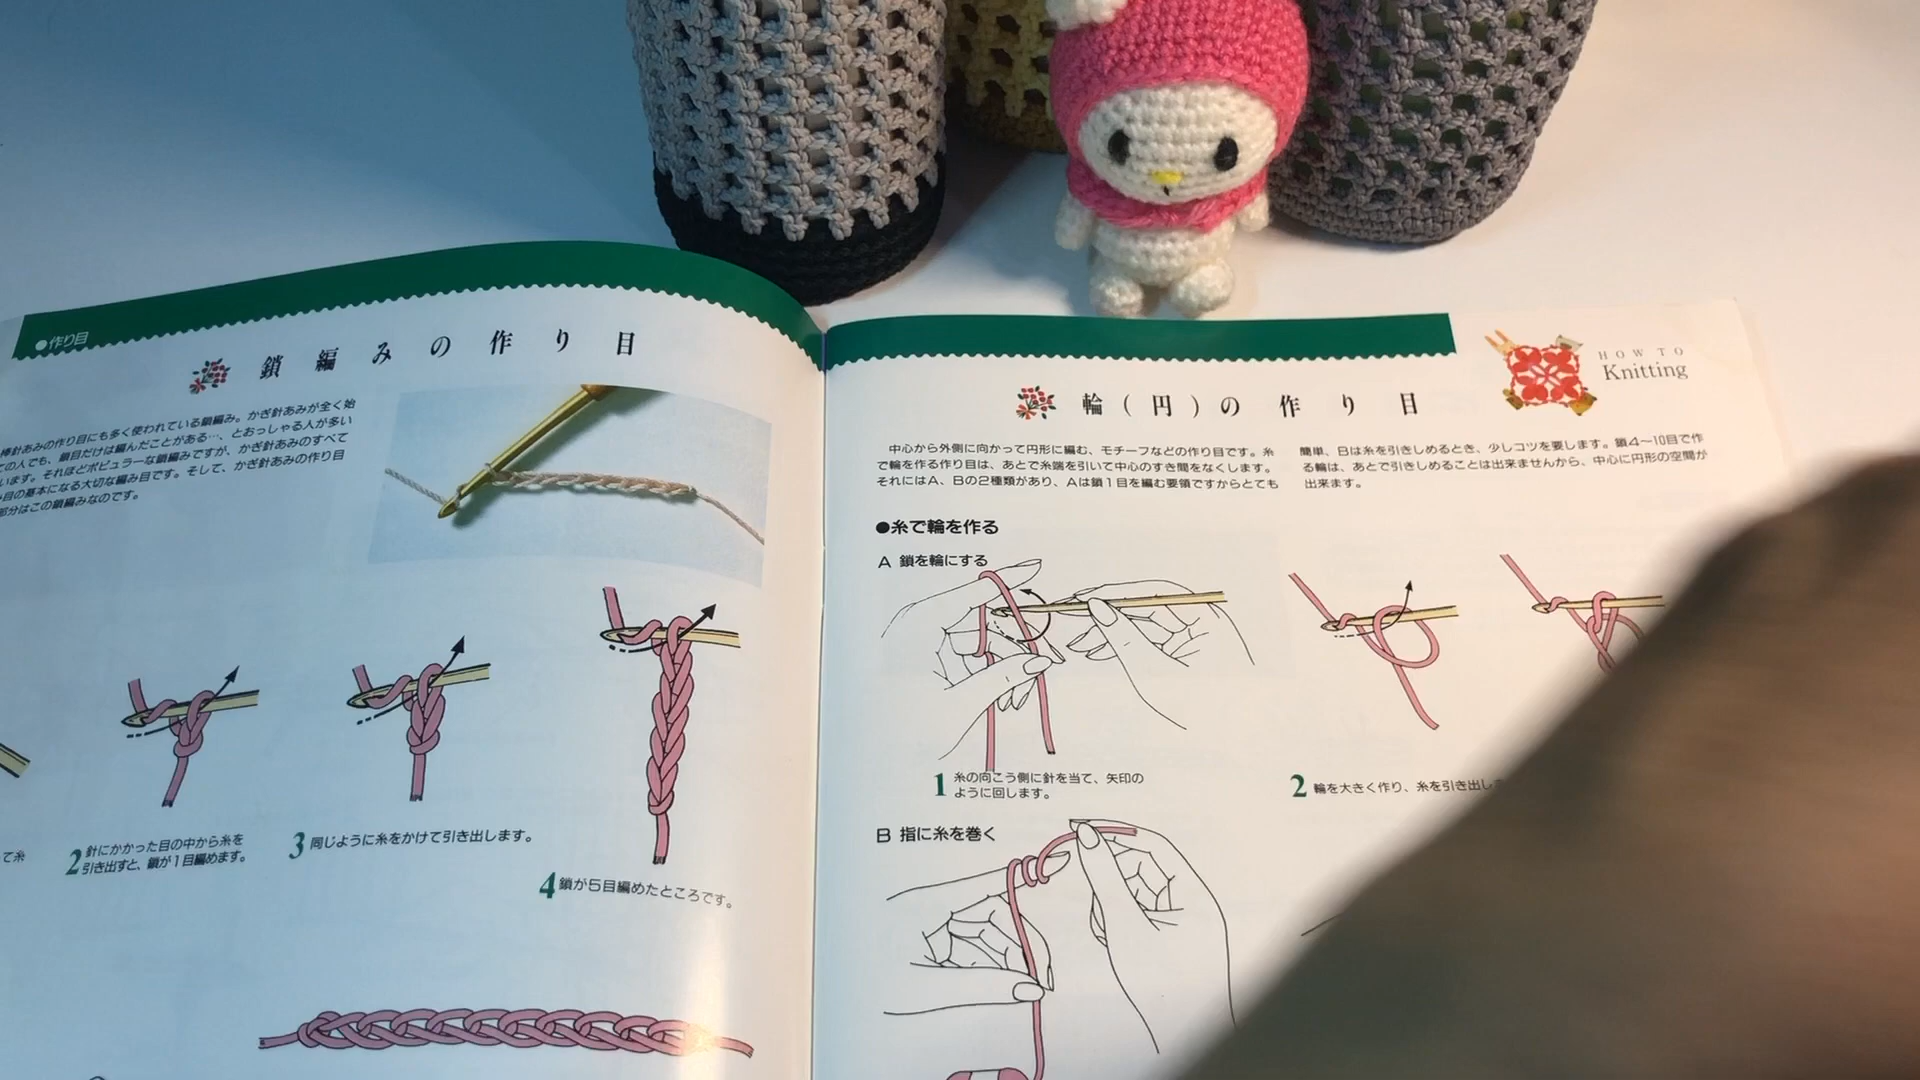 ●作り目
鎖編みの作り目
棒針あみの作り目にも多く使われている鎖編み。かぎ針あみが全く始
ての人でも、鎖目だけは編んだことがある…、とおっしゃる人が多い
います。それほどポピュラーな鎖編みですが、かぎ針あみのすべて
目の基本になる大切な編み目です。そして、かぎ針あみの作り目
部分はこの鎖編みなのです。
て糸
2 針にかかった目の中から糸を
引き出すと、鎖が1目編めます。
3 同じように糸をかけて引き出します。
4 鎖が5目編めたところです。
HOW TO
Knitting
輪(円)の作り目
中心から外側に向かって円形に編む、モチーフなどの作り目です。糸
で輪を作る作り目は、あとで糸端を引いて中心のすき間をなくします。
それにはA、Bの2種類があり、Aは鎖1目を編む要領ですからとても
簡単、Bは糸を引きしめるとき、少しコツを要します。鎖4〜10目で作
る輪は、あとで引きしめることは出来ませんから、中心に円形の空間が
出来ます。
●糸で輪を作る
A 鎖を輪にする
1 糸の向こう側に針を当て、矢印の
ように回します。
2 輪を大きく作り、糸を引き出し
B 指に糸を巻く